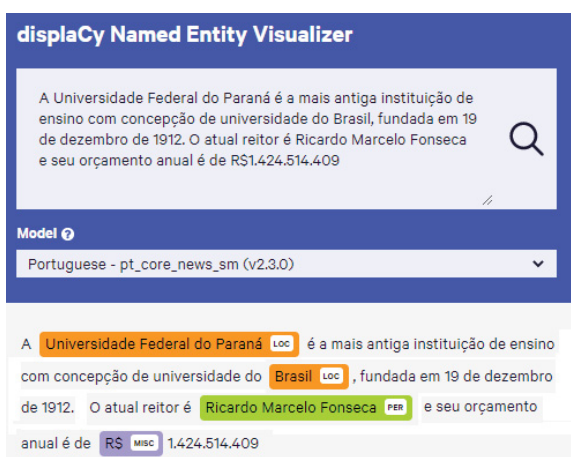 displaCy Named Entity Visualizer
A Universidade Federal do Paraná é a mais antiga instituição de
ensino com concepção de universidade do Brasil, fundada em 19
de dezembro de 1912. O atual reitor é Ricardo Marcelo Fonseca
e seu orçamento anual é de R$1.424.514.409
Model ?
Portuguese - pt_core_news_sm (v2.3.0)
A Universidade Federal do Paraná LOC é a mais antiga instituição de ensino
com concepção de universidade do Brasil LOC , fundada em 19 de dezembro
de 1912. O atual reitor é Ricardo Marcelo Fonseca PER e seu orçamento
anual é de R$ MISC 1.424.514.409